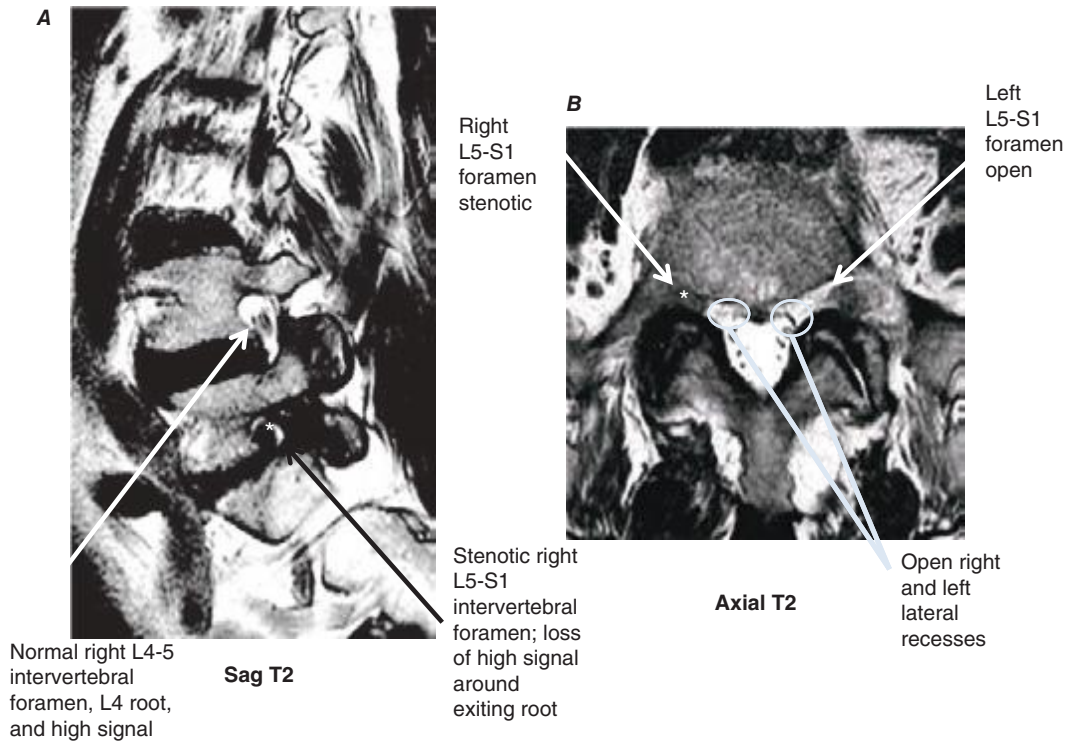 A
Right
L5-S1
foramen
stenotic
B
Left
L5-S1
foramen
open
*
*
Stenotic right
L5-S1
intervertebral
foramen; loss
of high signal
around
exiting root
Open right
and left
lateral
recesses
Axial T2
Normal right L4-5
intervertebral
foramen, L4 root,
and high signal
Sag T2